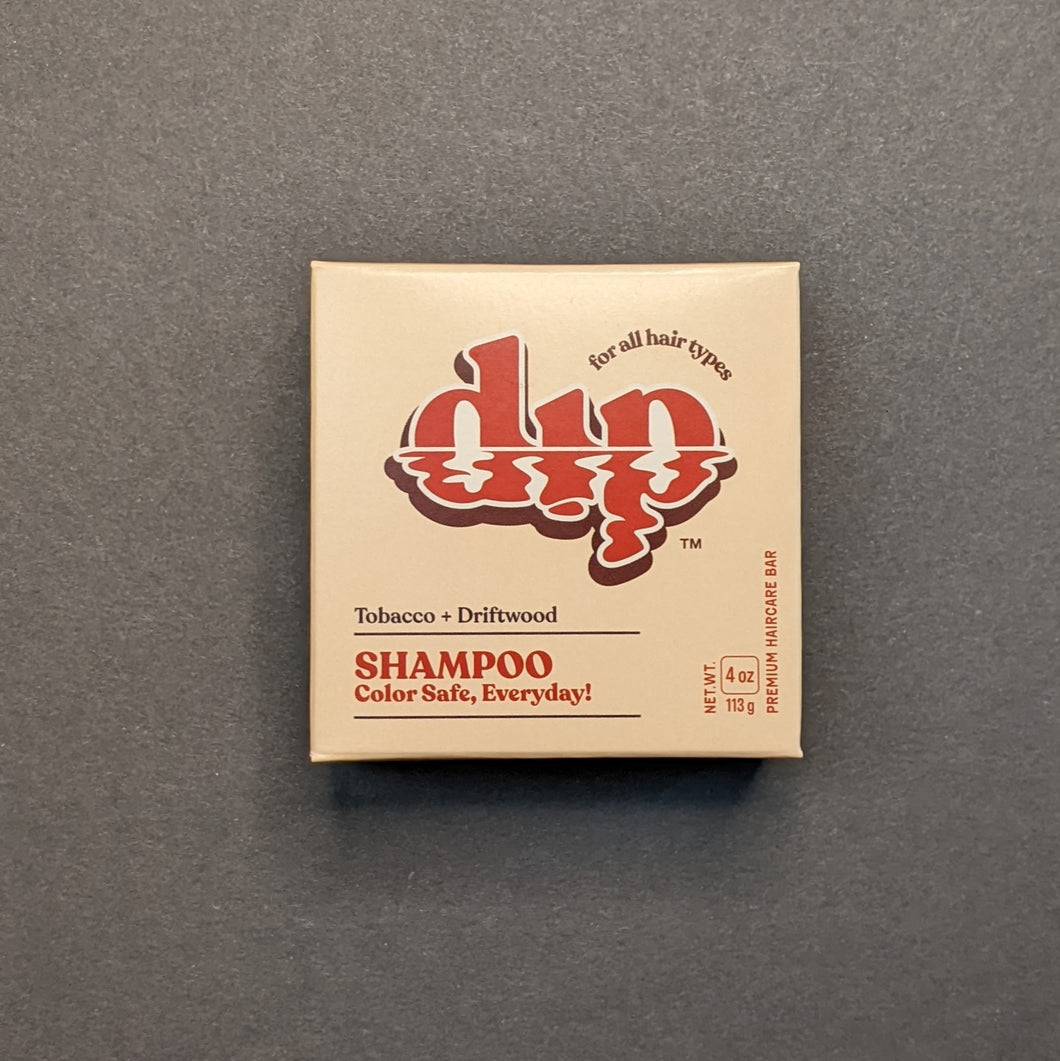 for all hair types
dip
TM
Tobacco + Driftwood
SHAMPOO
Color Safe, Everyday!
NET.WT.
4 oz
113 g
PREMIUM HAIRCARE BAR